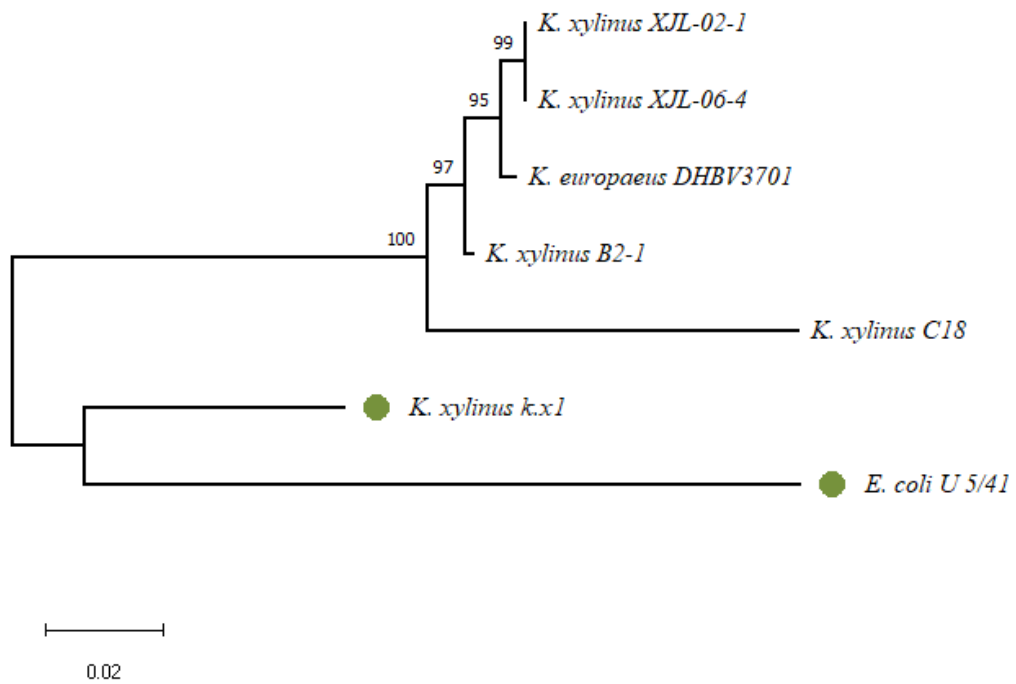 K. xylinus XJL-02-1
99
K. xylinus XJL-06-4
95
K. europaeus DHBV3701
97
K. xylinus B2-1
100
K. xylinus C18
K. xylinus k.x1
E. coli U 5/41
0.02